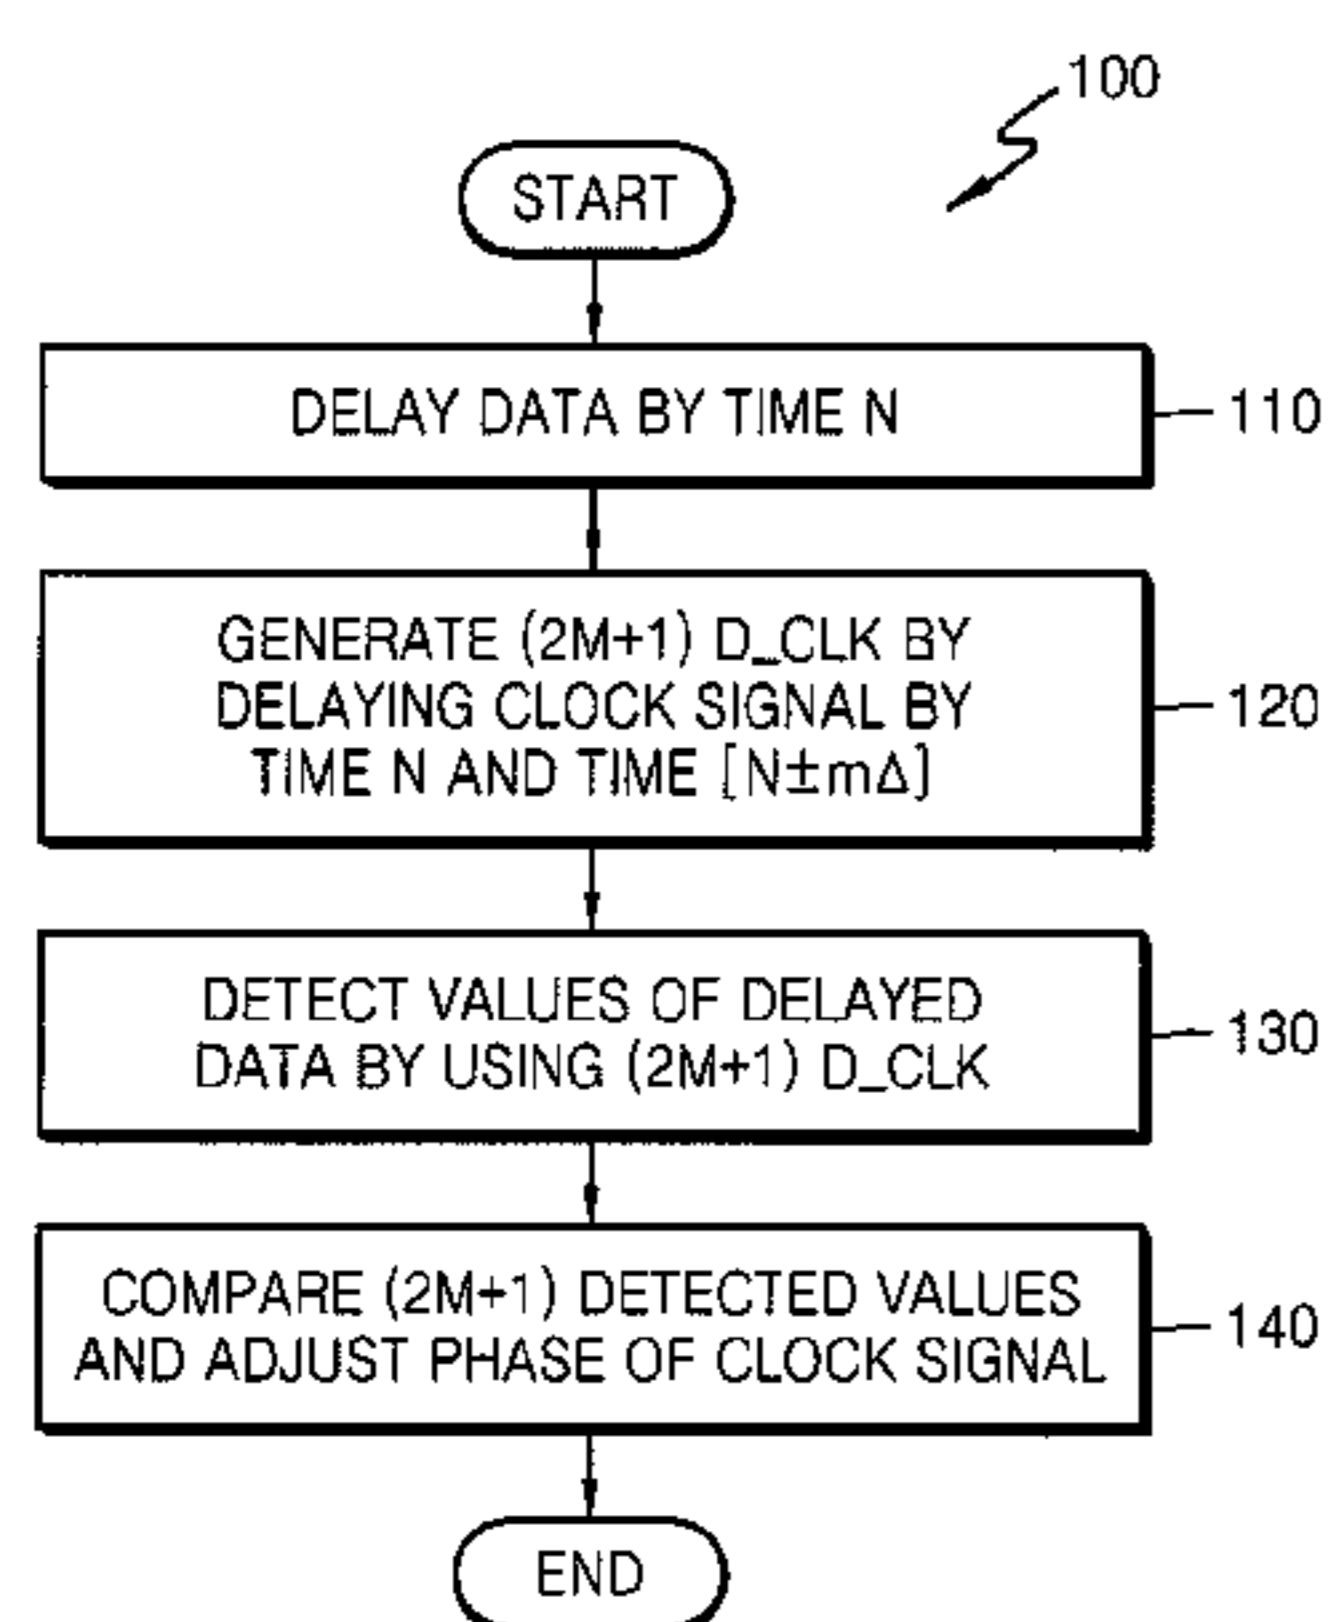 100
START
DELAY DATA BY TIME N
110
GENERATE (2M+1) D_CLK BY
DELAYING CLOCK SIGNAL BY
TIME N AND TIME [N±mΔ]
120
DETECT VALUES OF DELAYED
DATA BY USING (2M+1) D_CLK
130
COMPARE (2M+1) DETECTED VALUES
AND ADJUST PHASE OF CLOCK SIGNAL
140
END